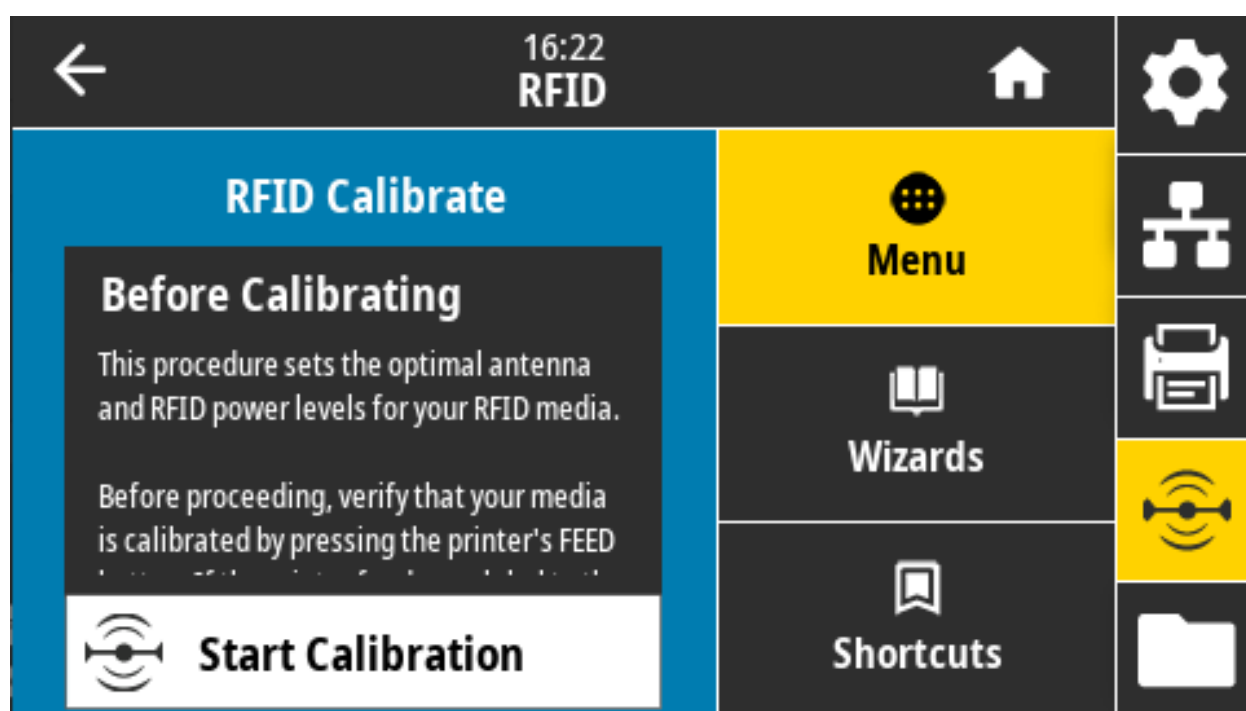 16:22
RFID
RFID Calibrate
Before Calibrating
This procedure sets the optimal antenna
and RFID power levels for your RFID media.
Before proceeding, verify that your media
is calibrated by pressing the printer's FEED
Start Calibration
Menu
Wizards
Shortcuts